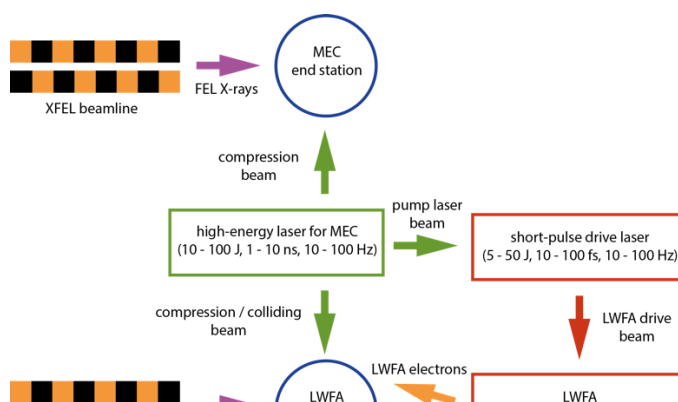 MEC
end station
FEL X-rays
XFEL beamline
compression
beam
pump laser
beam
high-energy laser for MEC
(10 - 100 J, 1 - 10 ns, 10 - 100 Hz)
short-pulse drive laser
(5 - 50 J, 10 - 100 fs, 10 - 100 Hz)
compression / colliding
beam
LWFA drive
beam
LWFA electrons
LWFA
LWFA